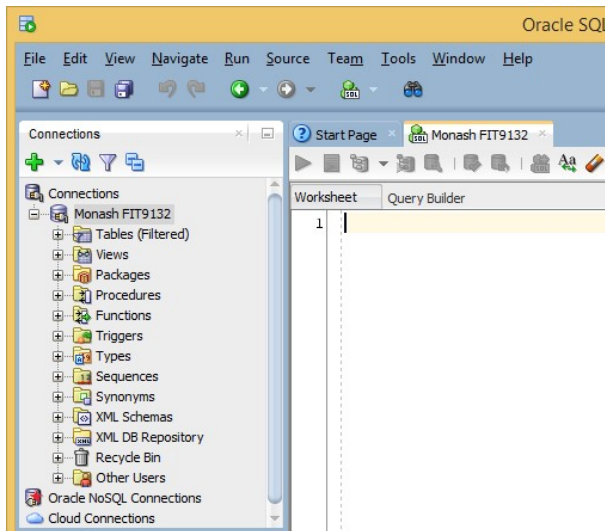 Oracle SQL
File Edit View Navigate Run Source Team Tools Window Help
Connections
Start Page Monash FIT9132
Worksheet Query Builder
1
Connections
Monash FIT9132
Tables (Filtered)
Views
Packages
Procedures
Functions
Triggers
Types
Sequences
Synonyms
XML Schemas
XML DB Repository
Recycle Bin
Other Users
Oracle NoSQL Connections
Cloud Connections